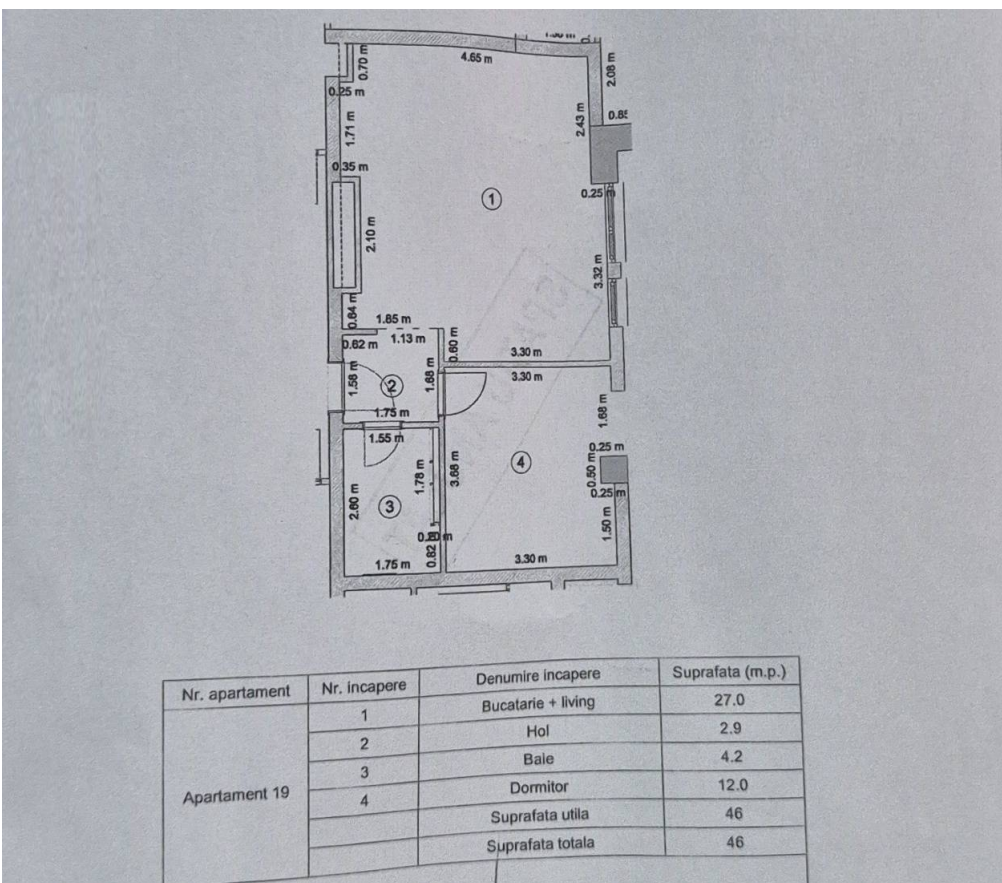 4.65 m
0.70 m
2.08 m
0.25 m
1.71 m
2.43 m
0.35 m
0.25 m
1
2.10 m
3.32 m
0.64 m
1.85 m
0.62 m
1.13 m
0.60 m
3.30 m
3.30 m
1.58 m
2
1.68 m
1.75 m
1.68 m
1.55 m
0.25 m
4
0.50 m
1.78 m
3.68 m
2.60 m
3
0.25 m
1.50 m
0.20 m
0.82 m
1.75 m
3.30 m
Nr. apartament Nr. incapere Denumire incapere Suprafata (m.p.)
Apartament 19
1 Bucatarie + living 27.0
2 Hol 2.9
3 Baie 4.2
4 Dormitor 12.0
Suprafata utila 46
Suprafata totala 46